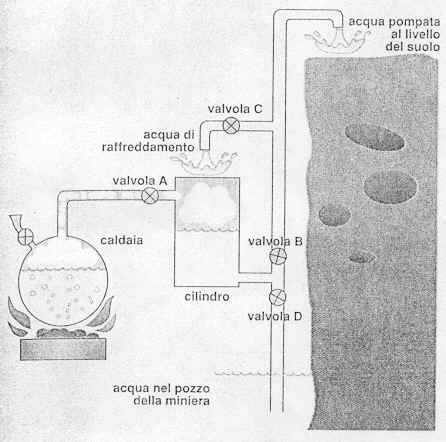 acqua pompata
al livello
del suolo
valvola C
acqua di
raffreddamento
valvola A
caldaia
valvola B
cilindro
valvola D
acqua nel pozzo
della miniera